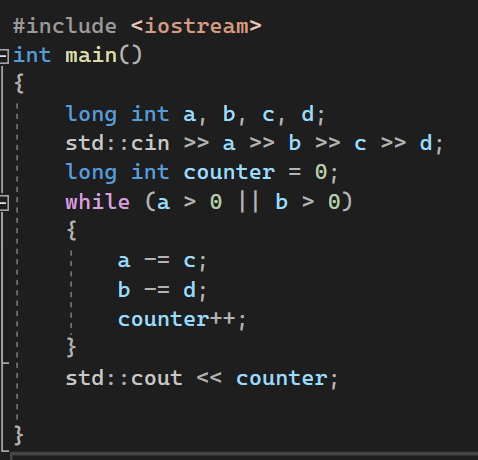 #include <iostream>
int main()
{
    long int a, b, c, d;
    std::cin >> a >> b >> c >> d;
    long int counter = 0;
    while (a > 0 || b > 0)
    {
        a -= c;
        b -= d;
        counter++;
    }
    std::cout << counter;

}